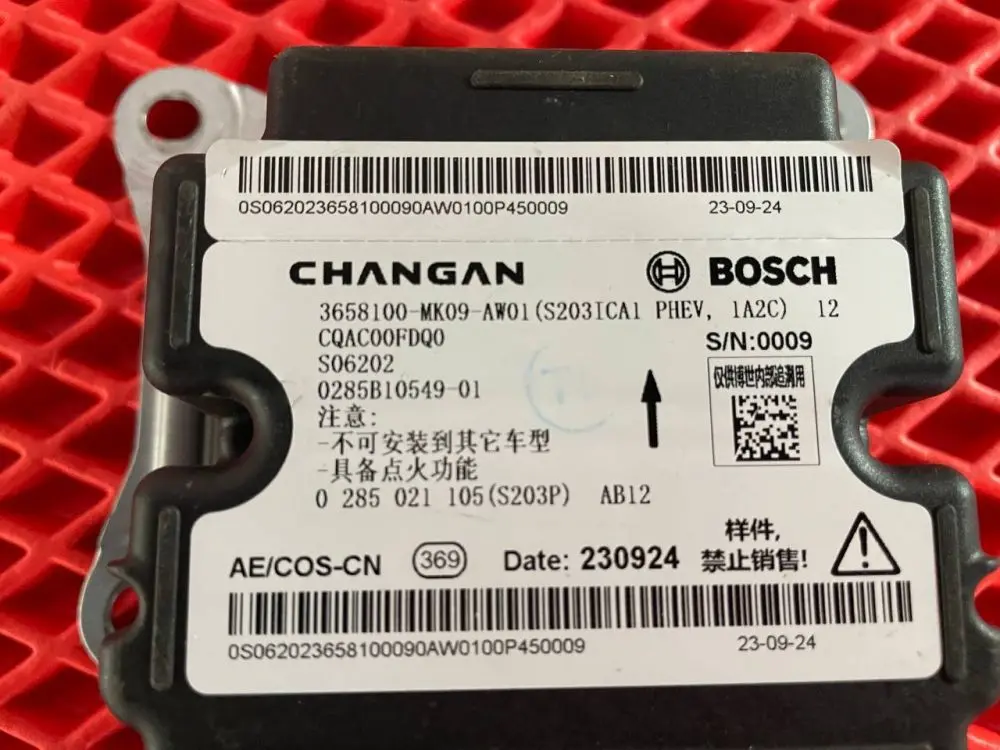 0S062023658100090AW0100P450009 23-09-24
CHANGAN BOSCH
3658100-MK09-AW01(S203ICA1 PHEV, 1A2C) 12
CQAC00FDQ0 S/N:0009
S06202 仅供博世内部追溯用
0285B10549-01
注意:
-不可安装到其它车型
-具备点火功能
0 285 021 105(S203P) AB12
样件,
AE/COS-CN 369 Date: 230924 禁止销售!
0S062023658100090AW0100P450009 23-09-24